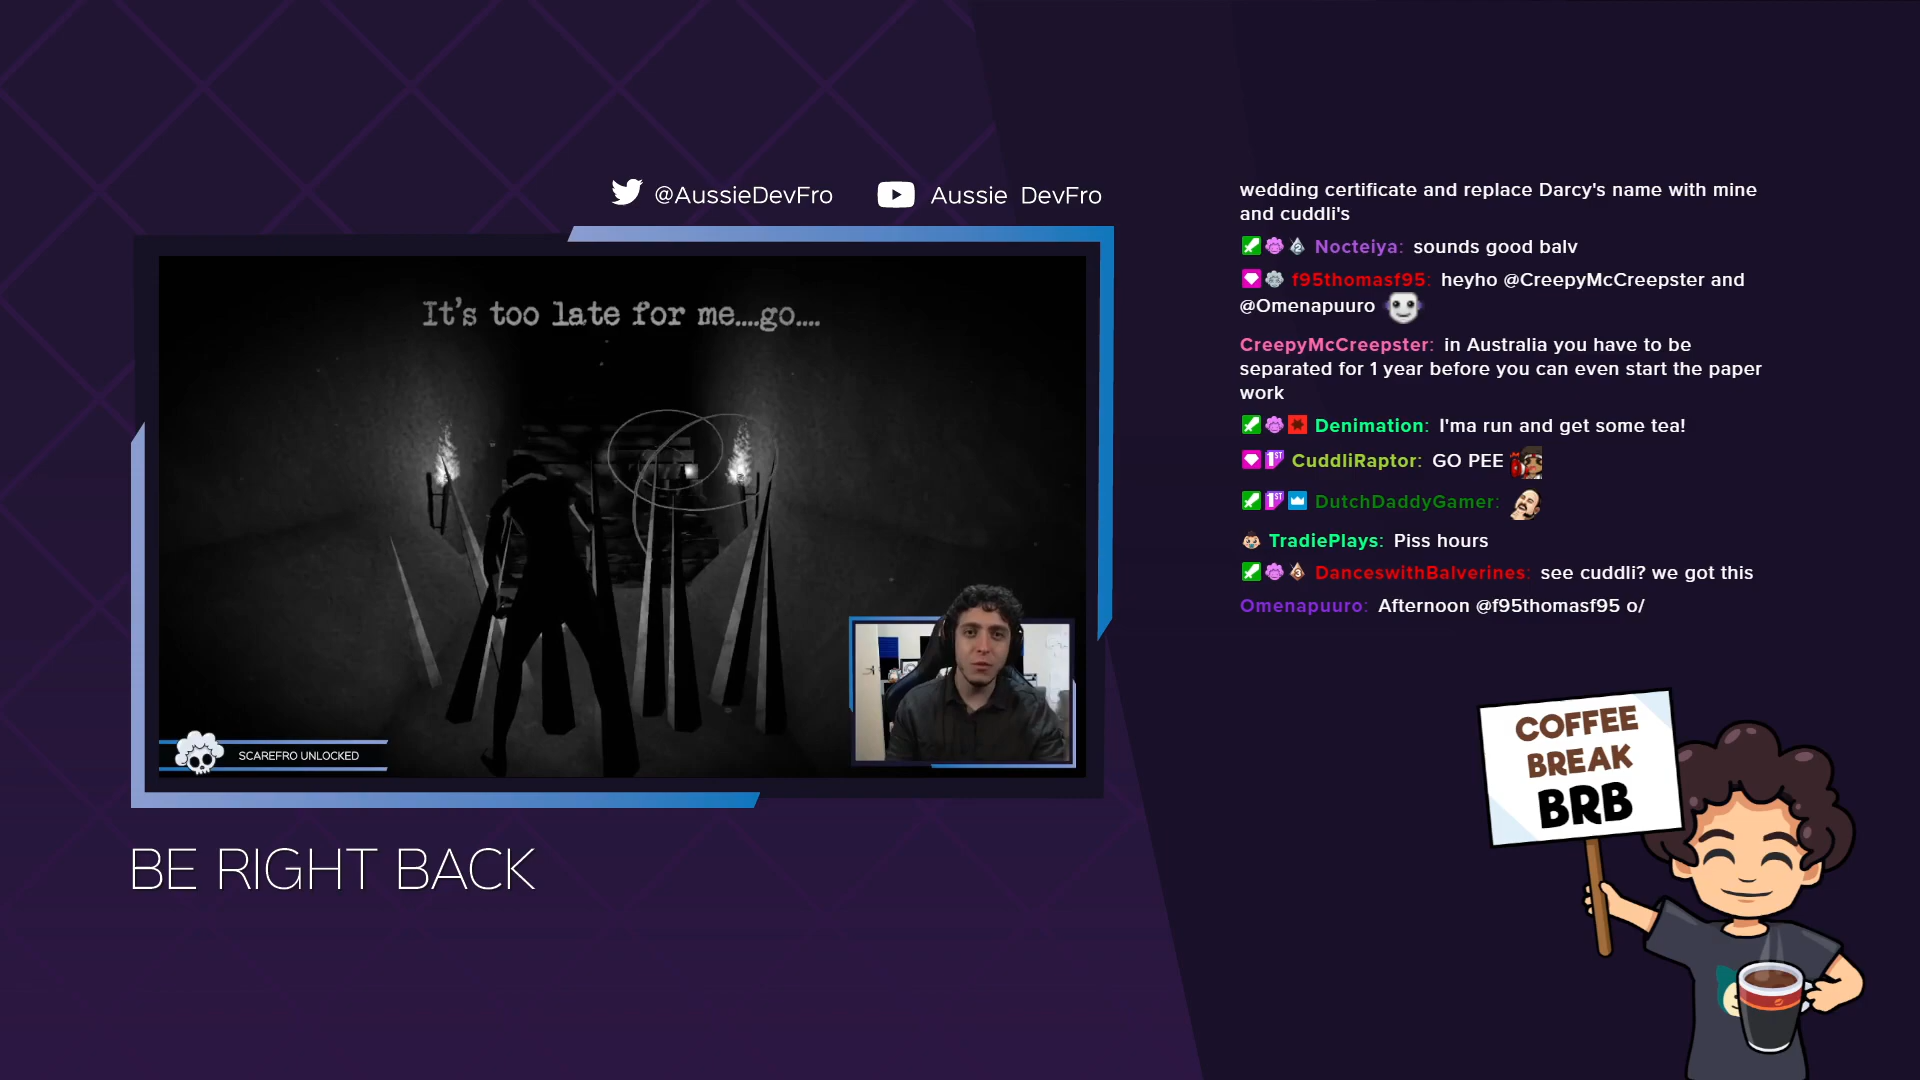 @AussieDevFro
Aussie DevFro
It's too late for me....go....
SCAREFRO UNLOCKED
BE RIGHT BACK
wedding certificate and replace Darcy's name with mine
and cuddli's
2 Nocteiya: sounds good balv
f95thomasf95: heyho @CreepyMcCreepster and
@Omenapuuro
CreepyMcCreepster: in Australia you have to be
separated for 1 year before you can even start the paper
work
Denimation: I'ma run and get some tea!
1ST CuddliRaptor: GO PEE
1ST DutchDaddyGamer:
TradiePlays: Piss hours
3 DanceswithBalverines: see cuddli? we got this
Omenapuuro: Afternoon @f95thomasf95 o/
COFFEE
BREAK
BRB